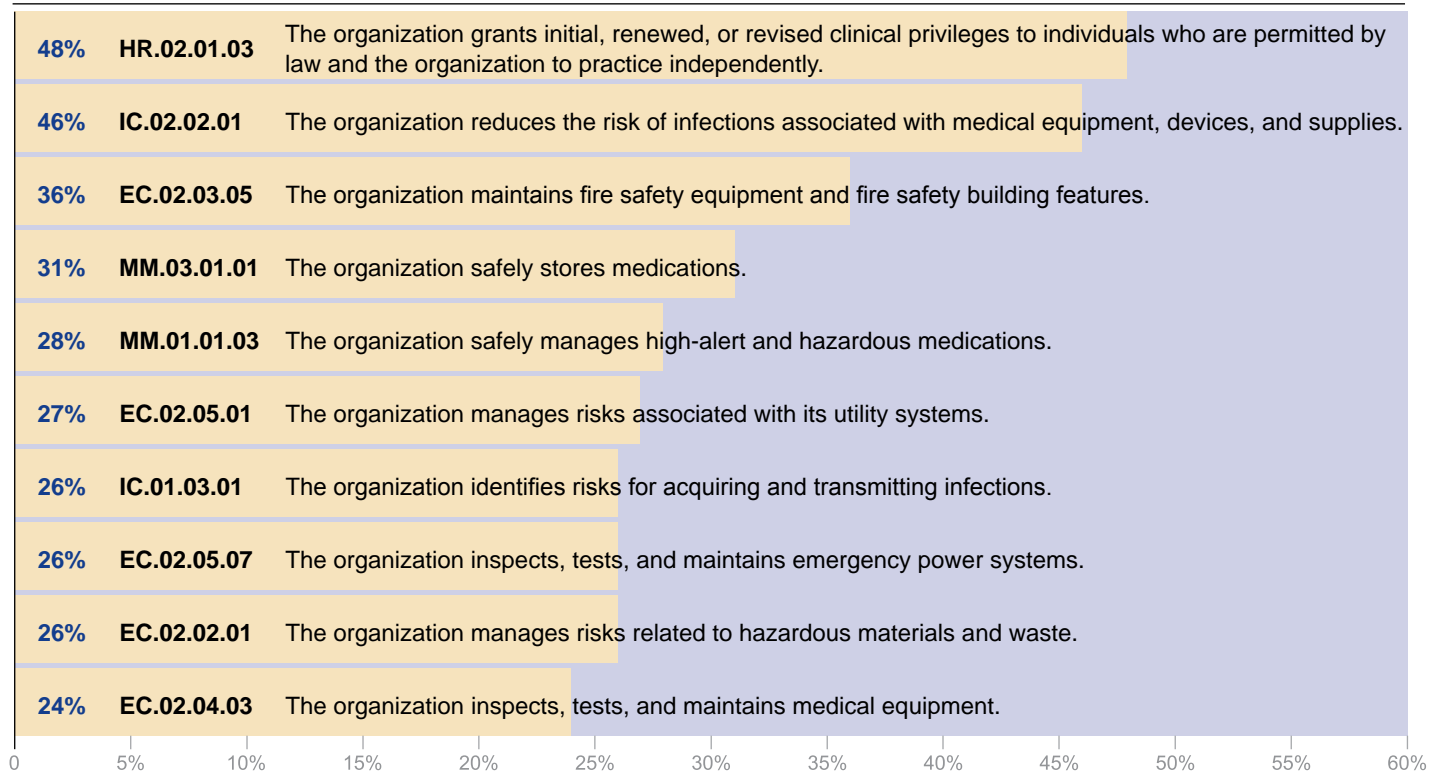 48% HR.02.01.03 The organization grants initial, renewed, or revised clinical privileges to individuals who are permitted by
law and the organization to practice independently.
46% IC.02.02.01 The organization reduces the risk of infections associated with medical equipment, devices, and supplies.
36% EC.02.03.05 The organization maintains fire safety equipment and fire safety building features.
31% MM.03.01.01 The organization safely stores medications.
28% MM.01.01.03 The organization safely manages high-alert and hazardous medications.
27% EC.02.05.01 The organization manages risks associated with its utility systems.
26% IC.01.03.01 The organization identifies risks for acquiring and transmitting infections.
26% EC.02.05.07 The organization inspects, tests, and maintains emergency power systems.
26% EC.02.02.01 The organization manages risks related to hazardous materials and waste.
24% EC.02.04.03 The organization inspects, tests, and maintains medical equipment.
0 5% 10% 15% 20% 25% 30% 35% 40% 45% 50% 55% 60%